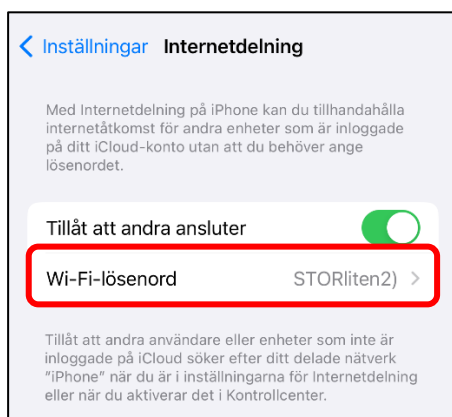 Inställningar Internetdelning
Med Internetdelning på iPhone kan du tillhandahålla
internetåtkomst för andra enheter som är inloggade
på ditt iCloud-konto utan att du behöver ange
lösenordet.
Tillåt att andra ansluter
Wi-Fi-lösenord STORliten2)
Tillåt att andra användare eller enheter som inte är
inloggade på iCloud söker efter ditt delade nätverk
"iPhone" när du är i inställningarna för Internetdelning
eller när du aktiverar det i Kontrollcenter.